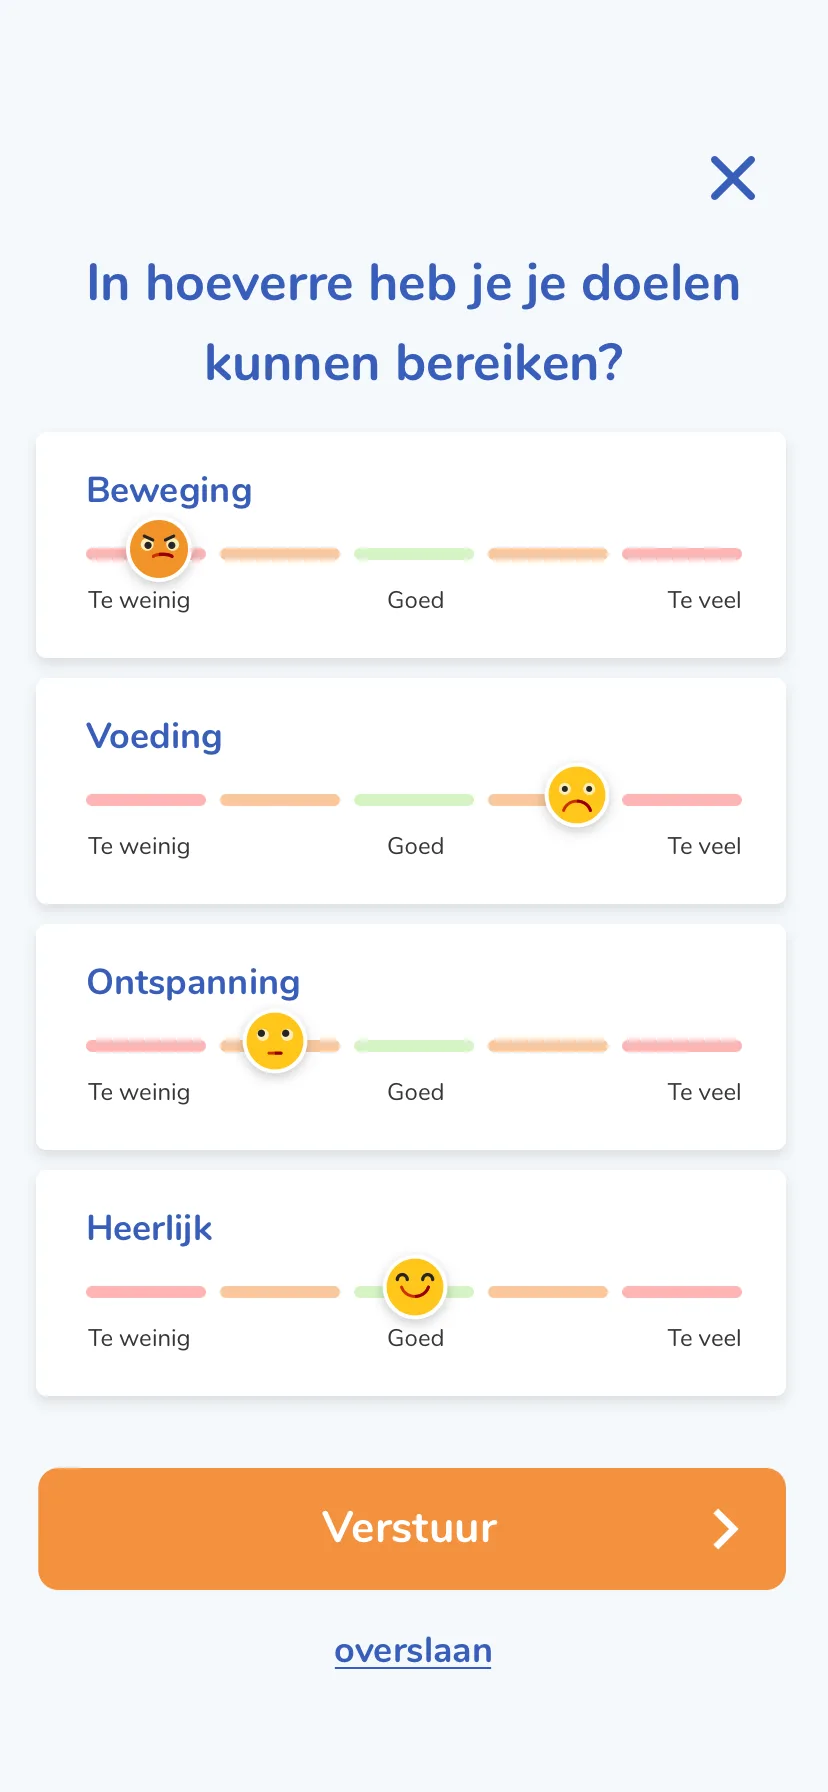 In hoeverre heb je je doelen
kunnen bereiken?
Beweging
Te weinig Goed Te veel
Voeding
Te weinig Goed Te veel
Ontspanning
Te weinig Goed Te veel
Heerlijk
Te weinig Goed Te veel
Verstuur
overslaan